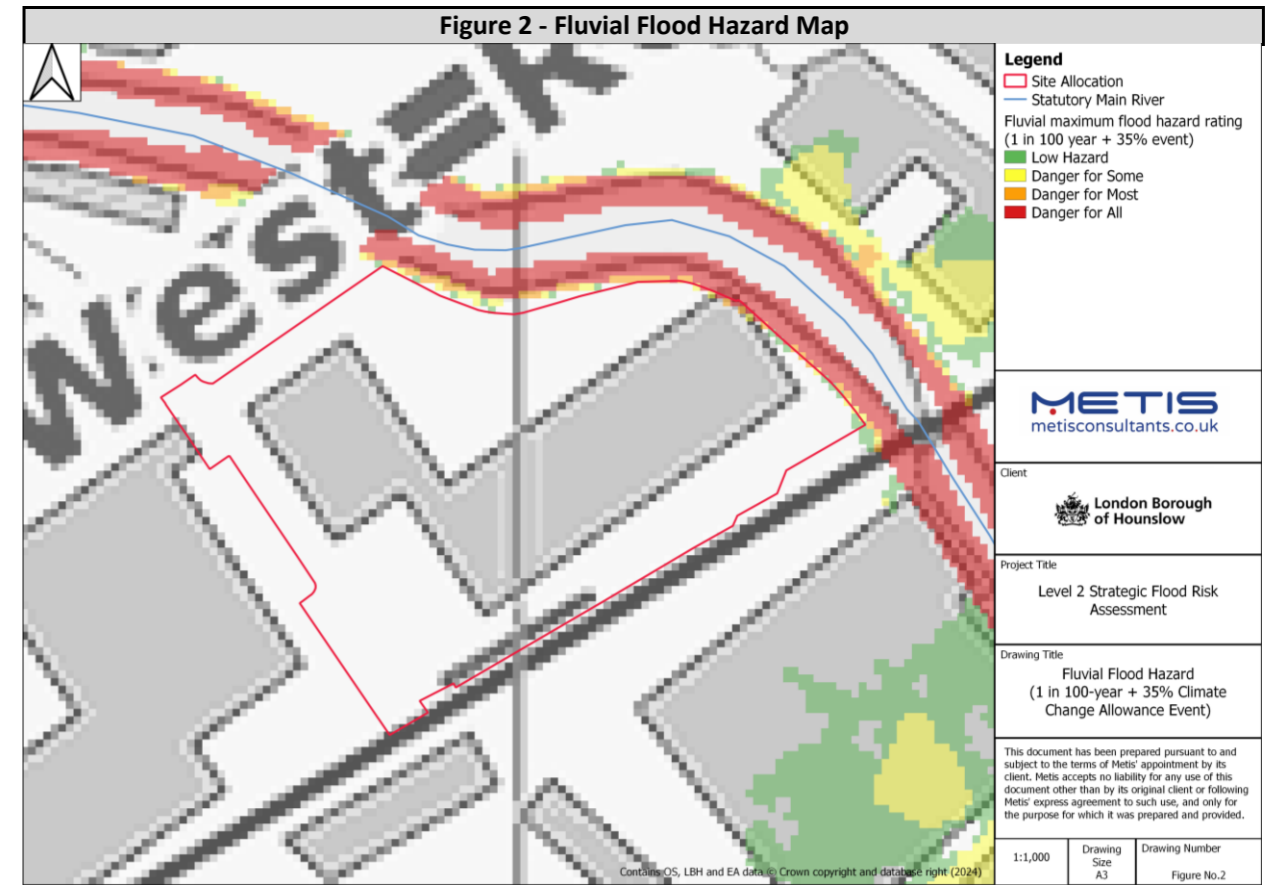 Figure 2 - Fluvial Flood Hazard Map
West
Legend
Site Allocation
Statutory Main River
Fluvial maximum flood hazard rating
(1 in 100 year + 35% event)
Low Hazard
Danger for Some
Danger for Most
Danger for All
METIS
metisconsultants.co.uk
Client
London Borough
of Hounslow
Project Title
Level 2 Strategic Flood Risk
Assessment
Drawing Title
Fluvial Flood Hazard
(1 in 100-year + 35% Climate
Change Allowance Event)
This document has been prepared pursuant to and
subject to the terms of Metis' appointment by its
client. Metis accepts no liability for any use of this
document other than by its original client or following
Metis' express agreement to such use, and only for
the purpose for which it was prepared and provided.
1:1,000
Drawing
Size
A3
Drawing Number
Figure No.2
Contains OS, LBH and EA data © Crown copyright and database right (2024)